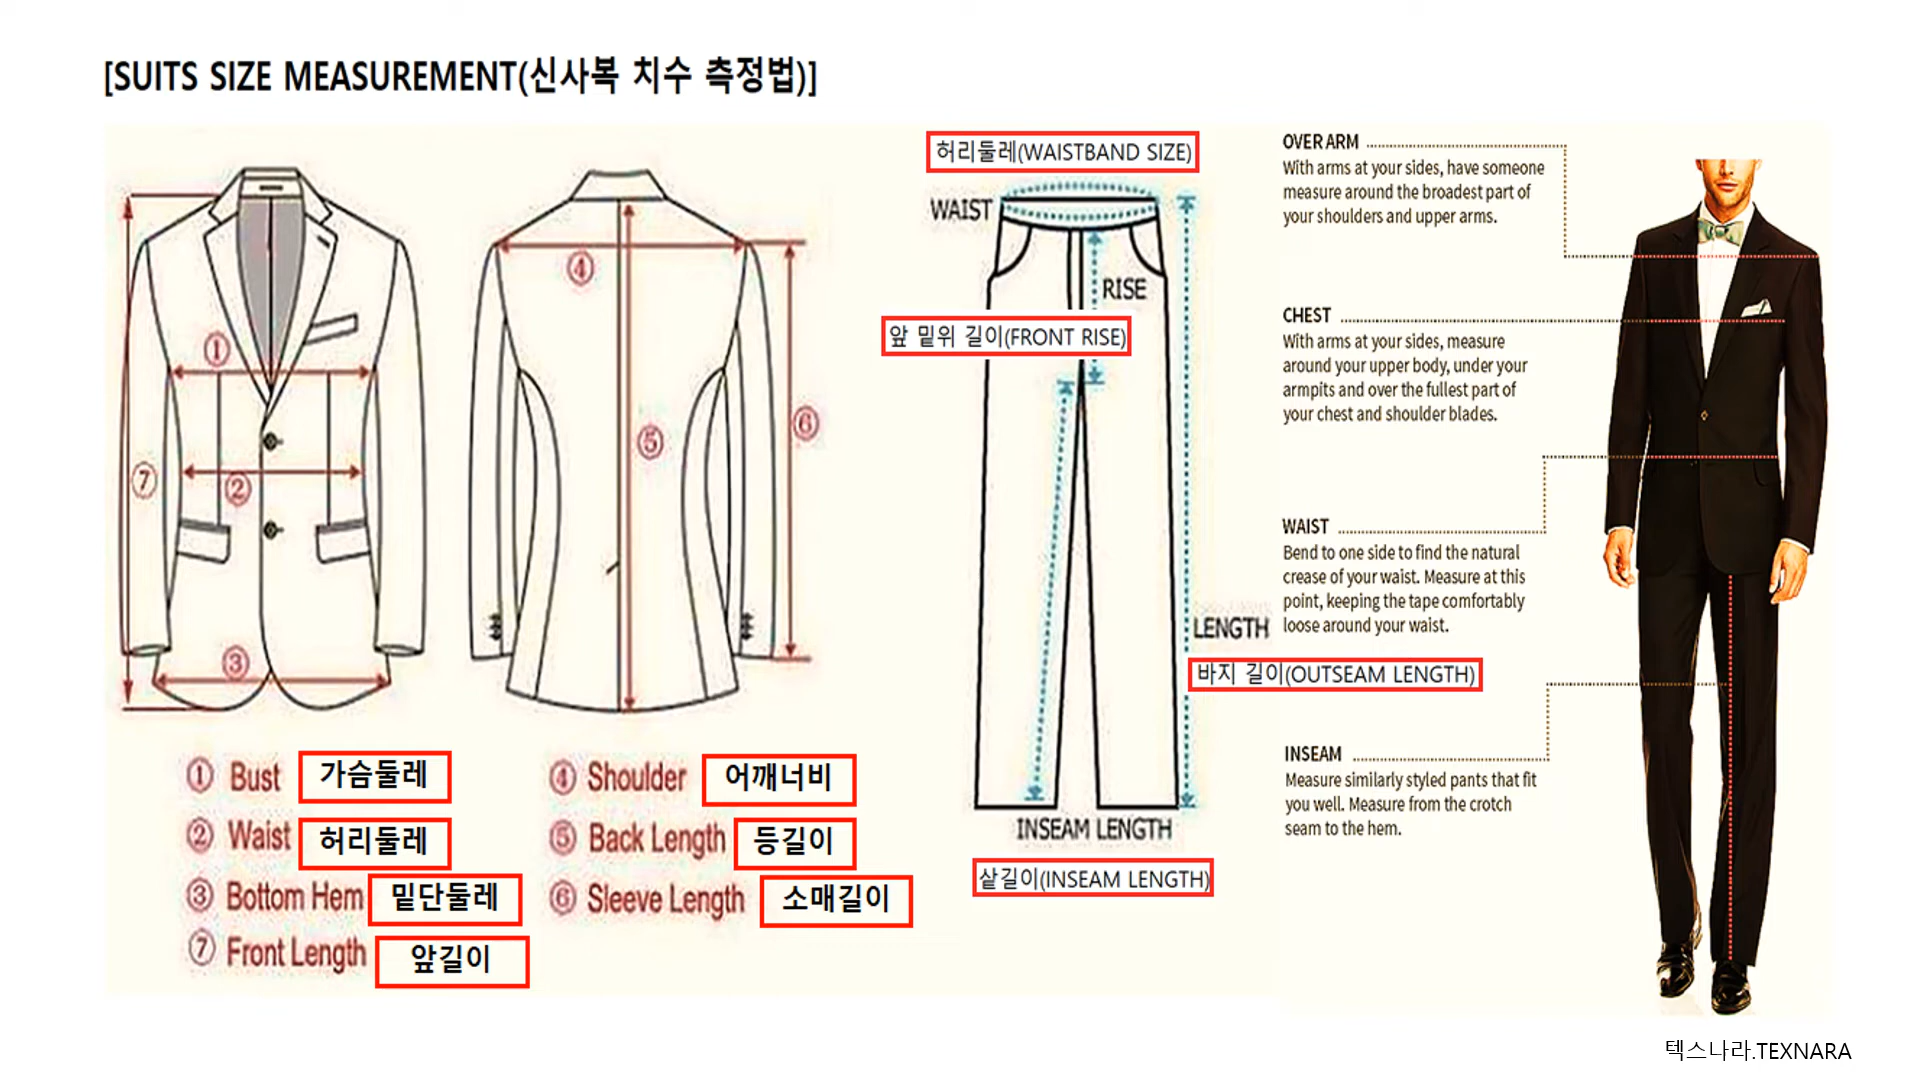 [SUITS SIZE MEASUREMENT(신사복 치수 측정법)]
①
②
③
⑦
④
⑤
⑥
① Bust 가슴둘레
② Waist 허리둘레
③ Bottom Hem 밑단둘레
⑦ Front Length 앞길이
④ Shoulder 어깨너비
⑤ Back Length 등길이
⑥ Sleeve Length 소매길이
허리둘레(WAISTBAND SIZE)
WAIST
RISE
앞 밑위 길이(FRONT RISE)
LENGTH
바지 길이(OUTSEAM LENGTH)
INSEAM LENGTH
샅길이(INSEAM LENGTH)
OVER ARM
With arms at your sides, have someone
measure around the broadest part of
your shoulders and upper arms.
CHEST
With arms at your sides, measure
around your upper body, under your
armpits and over the fullest part of
your chest and shoulder blades.
WAIST
Bend to one side to find the natural
crease of your waist. Measure at this
point, keeping the tape comfortably
loose around your waist.
INSEAM
Measure similarly styled pants that fit
you well. Measure from the crotch
seam to the hem.
텍스나라.TEXNARA